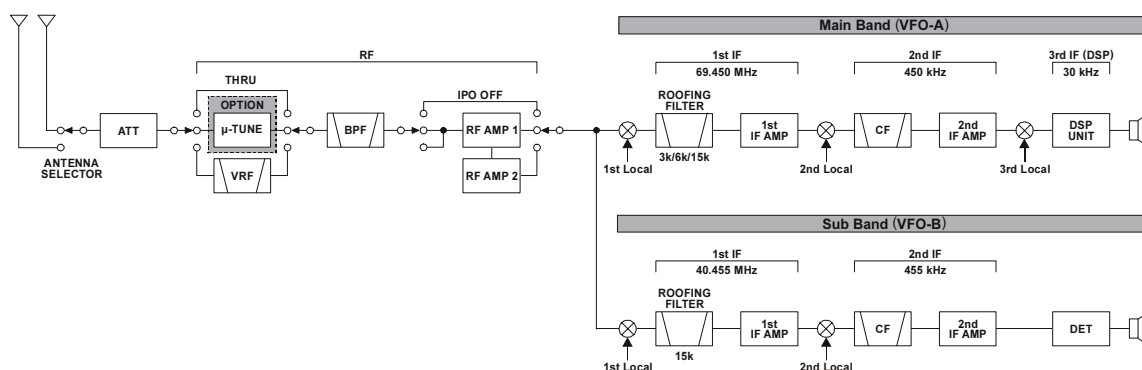 RF
THRU
OPTION
µ-TUNE
VRF
ANTENNA
SELECTOR
ATT
BPF
IPO OFF
RF AMP 1
RF AMP 2
Main Band (VFO-A)
1st IF
69.450 MHz
2nd IF
450 kHz
3rd IF (DSP)
30 kHz
ROOFING
FILTER
3k/6k/15k
1st
IF AMP
CF
2nd
IF AMP
DSP
UNIT
1st Local
2nd Local
3rd Local
Sub Band (VFO-B)
1st IF
40.455 MHz
2nd IF
455 kHz
ROOFING
FILTER
15k
1st
IF AMP
CF
2nd
IF AMP
DET
1st Local
2nd Local